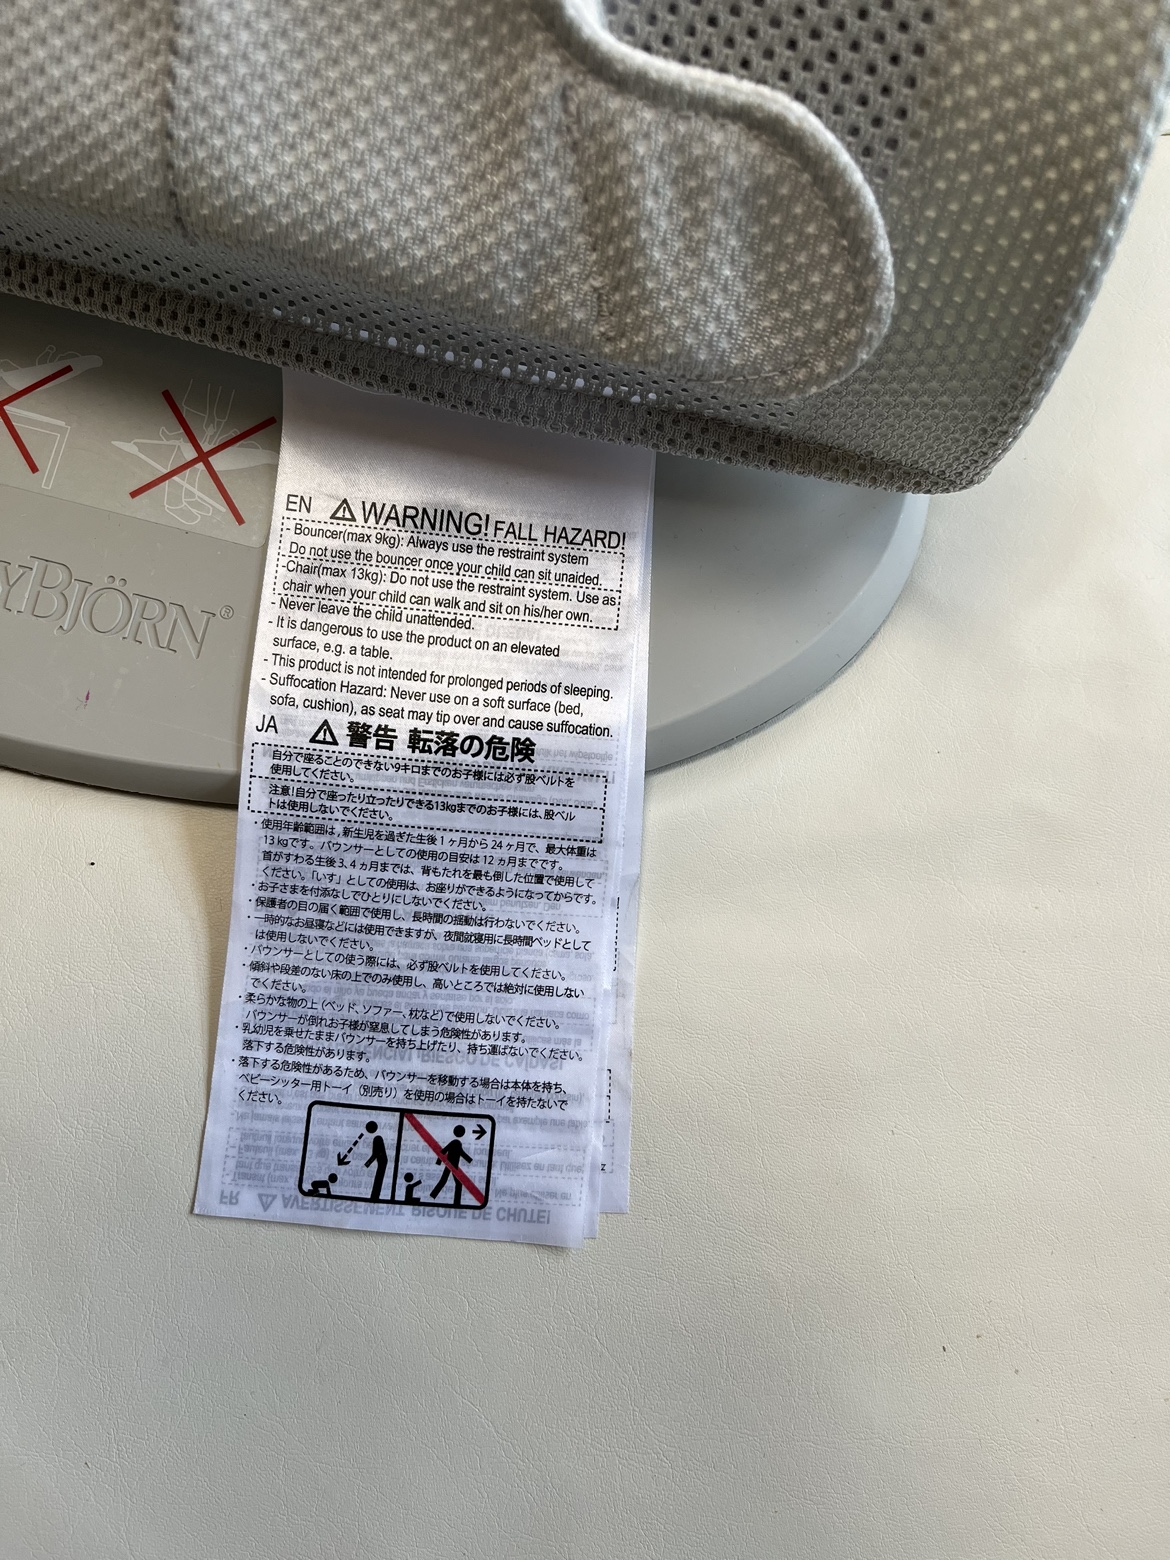 BJÖRN®
EN ⚠ WARNING! FALL HAZARD!
Bouncer(max 9kg): Always use the restraint system
Do not use the bouncer once your child can sit unaided.
-Chair(max 13kg): Do not use the restraint system. Use as
chair when your child can walk and sit on his/her own.
- Never leave the child unattended.
- It is dangerous to use the product on an elevated
surface, e.g. a table.
- This product is not intended for prolonged periods of sleeping.
- Suffocation Hazard: Never use on a soft surface (bed,
sofa, cushion), as seat may tip over and cause suffocation.
JA ⚠ 警告 転落の危険
自分で座ることのできない9キロまでのお子様には必ず股ベルトを
使用してください。
注意!自分で座ったり立ったりできる13kgまでのお子様には、股ベル
トは使用しないでください。
・使用年齢範囲は、新生児を過ぎた生後 1 ヶ月から 24 ヶ月で、最大体重は
13 kgです。バウンサーとしての使用の目安は 12 ヵ月までです。
首がすわる生後 3、4 ヵ月までは、背もたれを最も倒した位置で使用して
ください。「いす」としての使用は、お座りができるようになってからです。
・お子さまを付添なしでひとりにしないでください。
・保護者の目の届く範囲で使用し、長時間の揺動は行わないでください。
・一時的なお昼寝などには使用できますが、夜間就寝用に長時間ベッドとして
は使用しないでください。
・バウンサーとしての使う際には、必ず股ベルトを使用してください。
・傾斜や段差のない床の上でのみ使用し、高いところでは絶対に使用しない
でください。
・柔らかな物の上（ベッド、ソファー、枕など）で使用しないでください。
バウンサーが倒れお子様が窒息してしまう危険性があります。
・乳幼児を乗せたままバウンサーを持ち上げたり、持ち運ばないでください。
落下する危険性があります。
・落下する危険性があるため、バウンサーを移動する場合は本体を持ち、
ベビーシッター用トーイ（別売り）を使用の場合はトーイを持たないで
ください。
FR ⚠ AVERTISSEMENT RISQUE DE CHUTE!